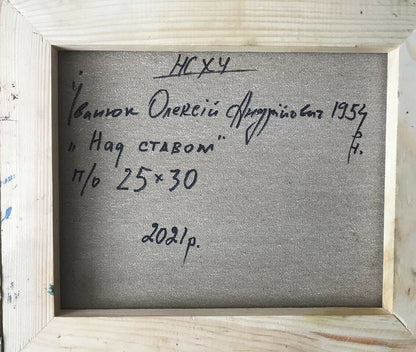 НСХУ
Іванюк Олексій Андрійович 1954 р.н.
„Над ставом"
п/о 25×30
2021р.